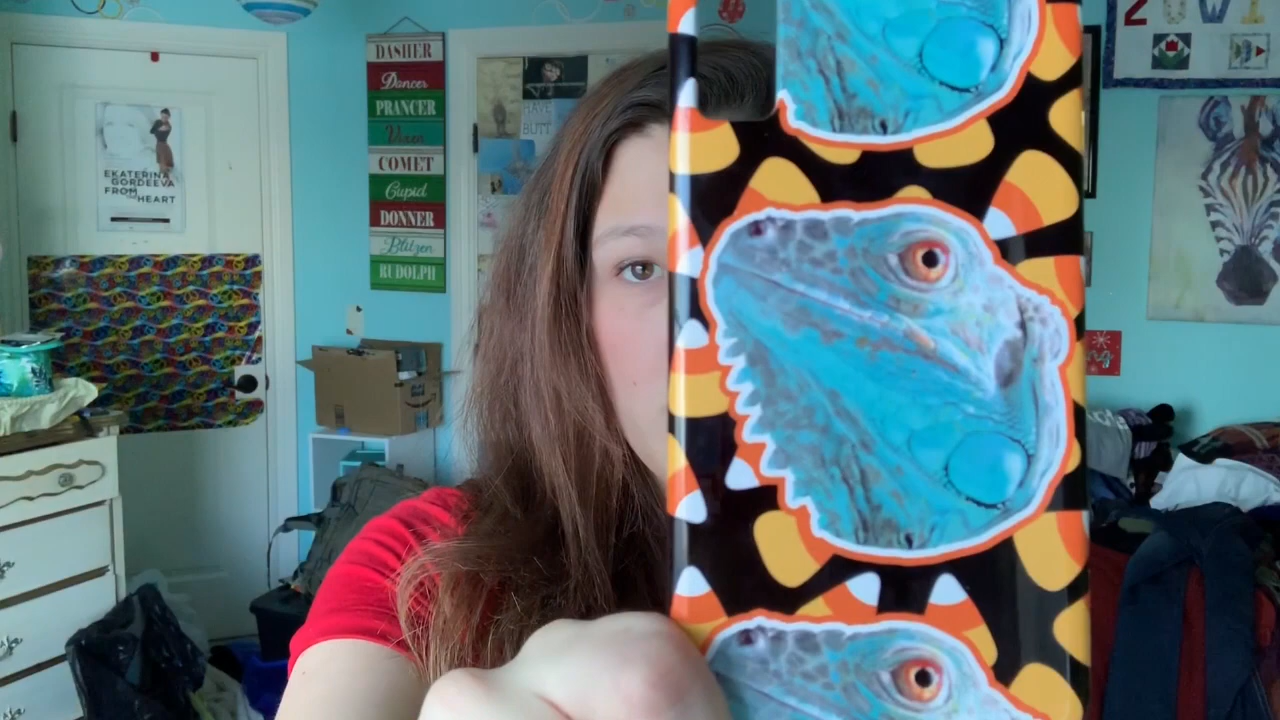 EKATERINA
GORDEEVA
FROM
HEART
DASHER
Dancer
PRANCER
Vixen
COMET
Cupid
DONNER
Blitzen
RUDOLPH
HAVE
BUTT